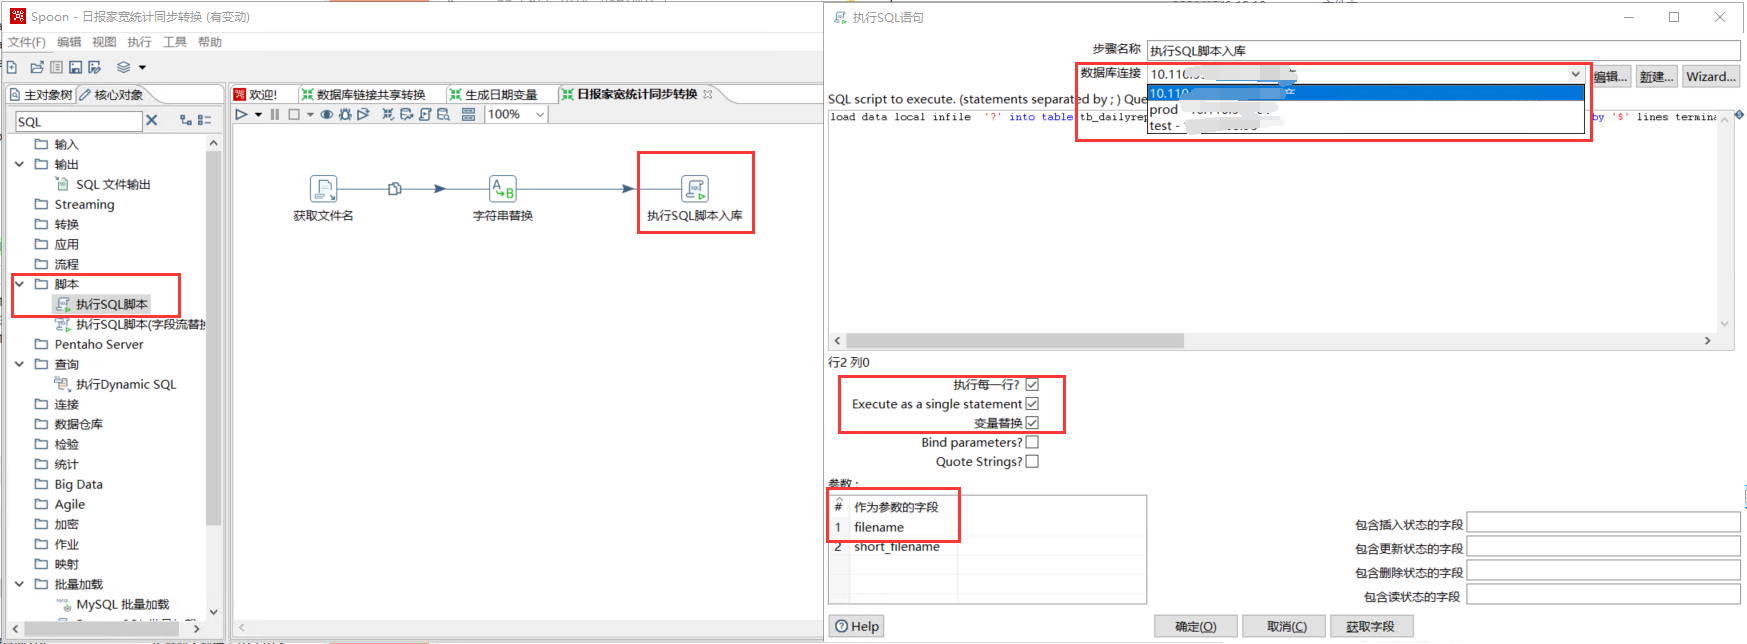 Spoon - 日报家宽统计同步转换 (有变动)
文件(F) 编辑 视图 执行 工具 帮助
主对象树 核心对象
SQL
输入
输出
SQL 文件输出
Streaming
转换
应用
流程
脚本
执行SQL脚本
执行SQL脚本(字段流替换
Pentaho Server
查询
执行Dynamic SQL
连接
数据仓库
检验
统计
Big Data
Agile
加密
作业
映射
批量加载
MySQL 批量加载
欢迎! 数据库链接共享转换 生成日期变量 日报家宽统计同步转换
100%
获取文件名
字符串替换
执行SQL脚本入库
执行SQL语句
步骤名称 执行SQL脚本入库
数据库连接 10.110.
编辑... 新建... Wizard...
10.110
产
prod
test -
SQL script to execute. (statements separated by ; ) Que
load data local infile '?' into table tb_dailyrep by '$' lines termina
行2 列0
执行每一行?
Execute as a single statement
变量替换
Bind parameters?
Quote Strings?
参数 :
# 作为参数的字段
1 filename
2 short_filename
包含插入状态的字段
包含更新状态的字段
包含删除状态的字段
包含读状态的字段
Help 确定(O) 取消(C) 获取字段